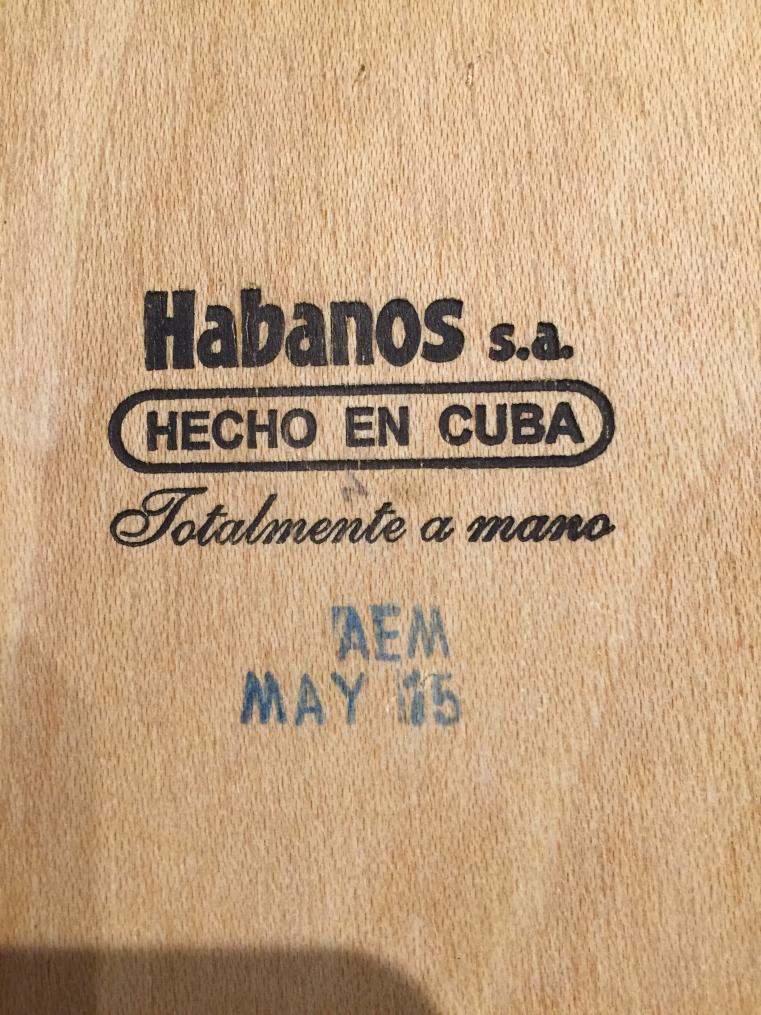 Habanos s.a.
HECHO EN CUBA
Totalmente a mano
AEM
MAY 15